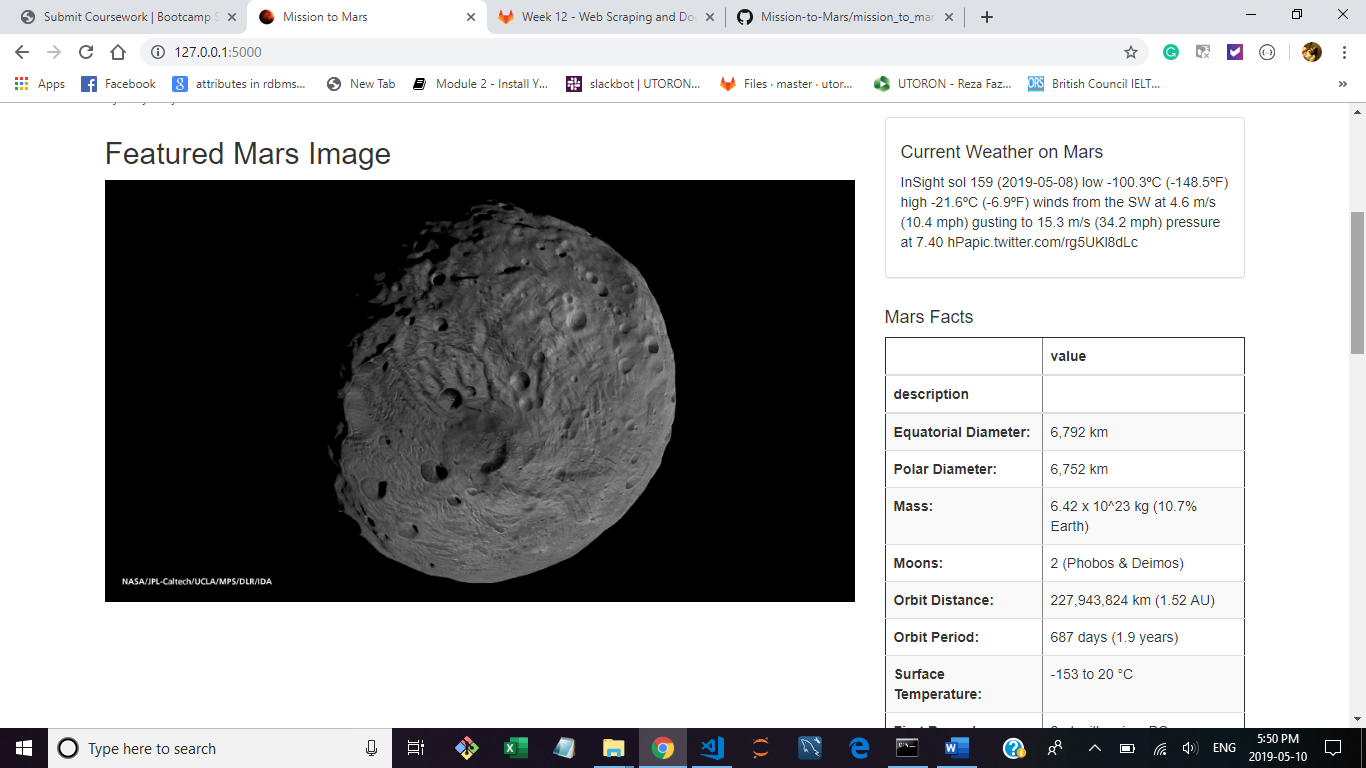 Submit Coursework | Bootcamp S
Mission to Mars
Week 12 - Web Scraping and Do
Mission-to-Mars/mission_to_mar
127.0.0.1:5000
Apps
Facebook
attributes in rdbms...
New Tab
Module 2 - Install Y...
slackbot | UTORON...
Files · master · utor...
UTORON - Reza Faz...
ORS
British Council IELT...
»
Featured Mars Image
NASA/JPL-Caltech/UCLA/MPS/DLR/IDA
Current Weather on Mars
InSight sol 159 (2019-05-08) low -100.3ºC (-148.5ºF)
high -21.6ºC (-6.9ºF) winds from the SW at 4.6 m/s
(10.4 mph) gusting to 15.3 m/s (34.2 mph) pressure
at 7.40 hPapic.twitter.com/rg5UKl8dLc
Mars Facts
value
description
Equatorial Diameter: 6,792 km
Polar Diameter: 6,752 km
Mass: 6.42 x 10^23 kg (10.7%
Earth)
Moons: 2 (Phobos & Deimos)
Orbit Distance: 227,943,824 km (1.52 AU)
Orbit Period: 687 days (1.9 years)
Surface -153 to 20 °C
Temperature:
Type here to search
ENG
5:50 PM
2019-05-10